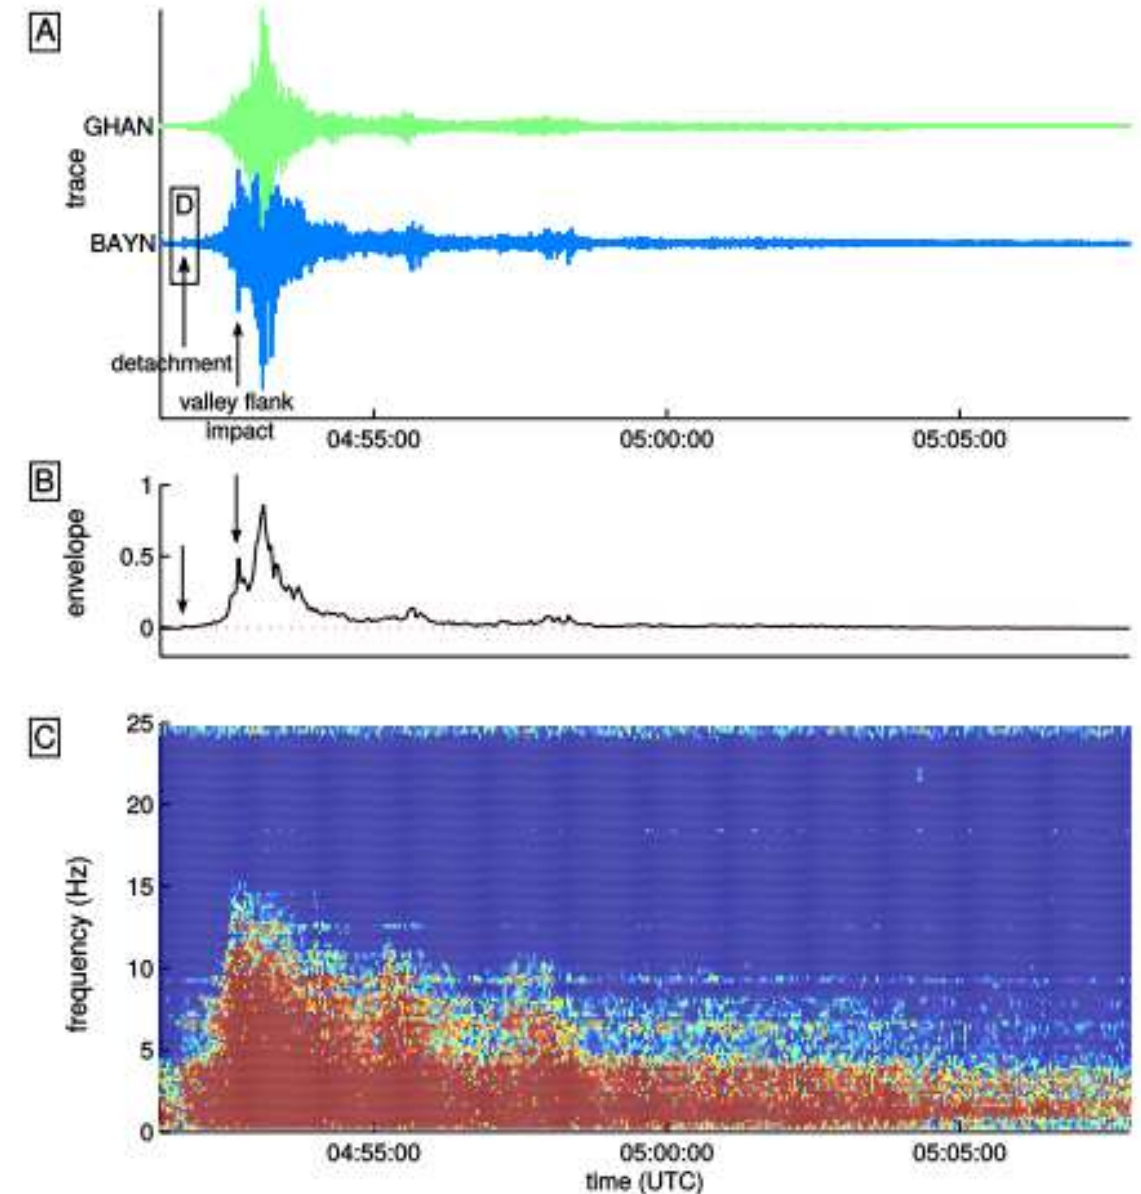 A
GHAN
trace
D
BAYN
detachment
valley flank
impact
04:55:00 05:00:00 05:05:00
B
1
envelope
0.5
0
C
25
20
15
frequency (Hz)
10
5
0
04:55:00 05:00:00 05:05:00
time (UTC)